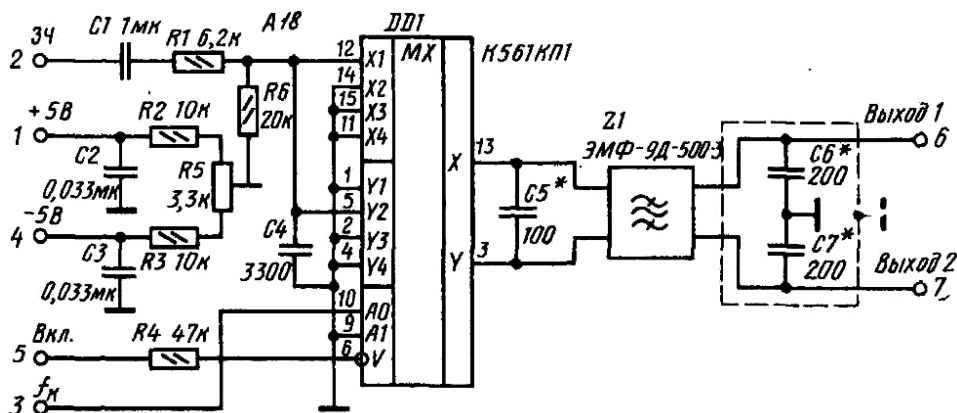 ЗЧ
2
C1 1мк
R1 6,2к
A18
DD1
MX
К561КП1
12 X1
14 X2
15 X3
11 X4
R6
20к
+5В
1
R2 10к
C2
0,033мк
R5
3,3к
-5В
4
C3
0,033мк
R3 10к
C4
3300
1 Y1
5 Y2
2 Y3
4 Y4
10 A0
9 A1
6 V
X 13
Y 3
C5*
100
Z1
ЭМФ-9Д-500-
C6*
200
C7*
200
Выход 1
6
Выход 2
7
Вкл.
5
R4 47к
fк
3